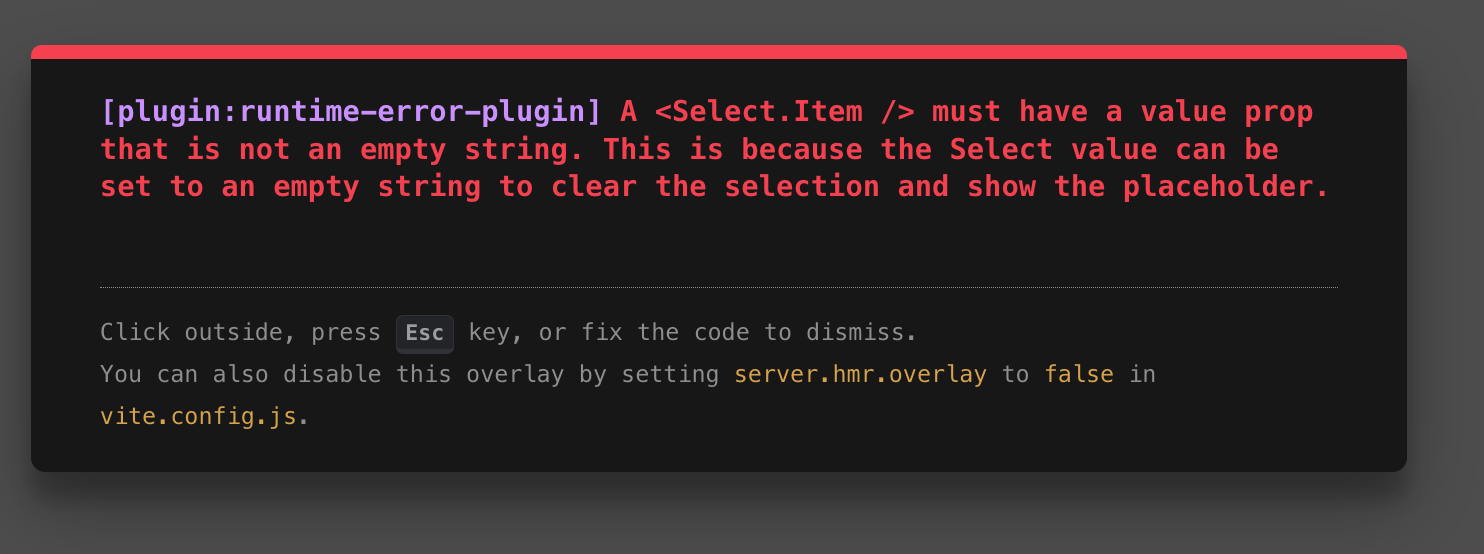 [plugin:runtime-error-plugin] A <Select.Item /> must have a value prop
that is not an empty string. This is because the Select value can be
set to an empty string to clear the selection and show the placeholder.
Click outside, press Esc key, or fix the code to dismiss.
You can also disable this overlay by setting server.hmr.overlay to false in
vite.config.js.